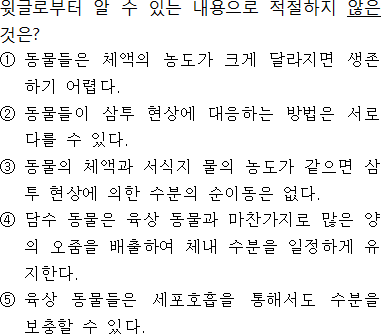 윗글로부터 알 수 있는 내용으로 적절하지 않은
것은?
① 동물들은 체액의 농도가 크게 달라지면 생존
하기 어렵다.
② 동물들이 삼투 현상에 대응하는 방법은 서로
다를 수 있다.
③ 동물의 체액과 서식지 물의 농도가 같으면 삼
투 현상에 의한 수분의 순이동은 없다.
④ 담수 동물은 육상 동물과 마찬가지로 많은 양
의 오줌을 배출하여 체내 수분을 일정하게 유
지한다.
⑤ 육상 동물들은 세포호흡을 통해서도 수분을
보충할 수 있다.